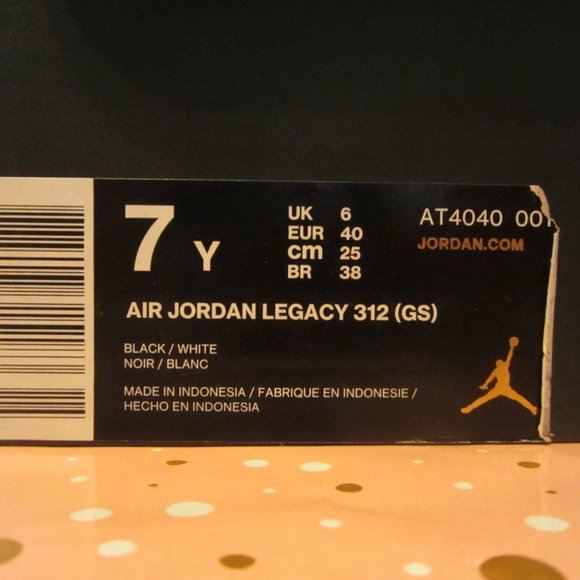 7 Y
UK 6
EUR 40
cm 25
BR 38
AT4040 001
JORDAN.COM
AIR JORDAN LEGACY 312 (GS)
BLACK / WHITE
NOIR / BLANC
MADE IN INDONESIA / FABRIQUE EN INDONESIE /
HECHO EN INDONESIA